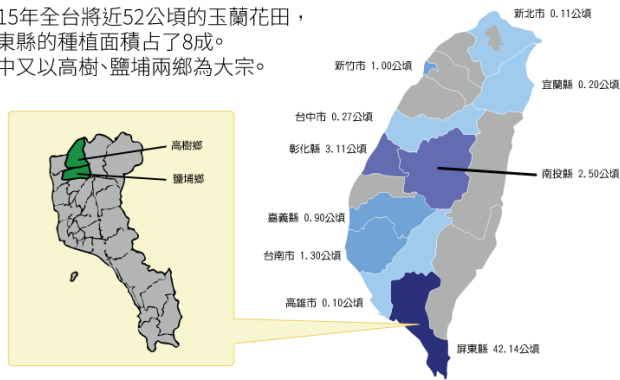 15年全台將近52公頃的玉蘭花田，
東縣的種植面積占了8成。
中又以高樹、鹽埔兩鄉為大宗。
新北市 0.11公頃
新竹市 1.00公頃
宜蘭縣 0.20公頃
台中市 0.27公頃
彰化縣 3.11公頃
南投縣 2.50公頃
嘉義縣 0.90公頃
台南市 1.30公頃
高雄市 0.10公頃
屏東縣 42.14公頃
高樹鄉
鹽埔鄉